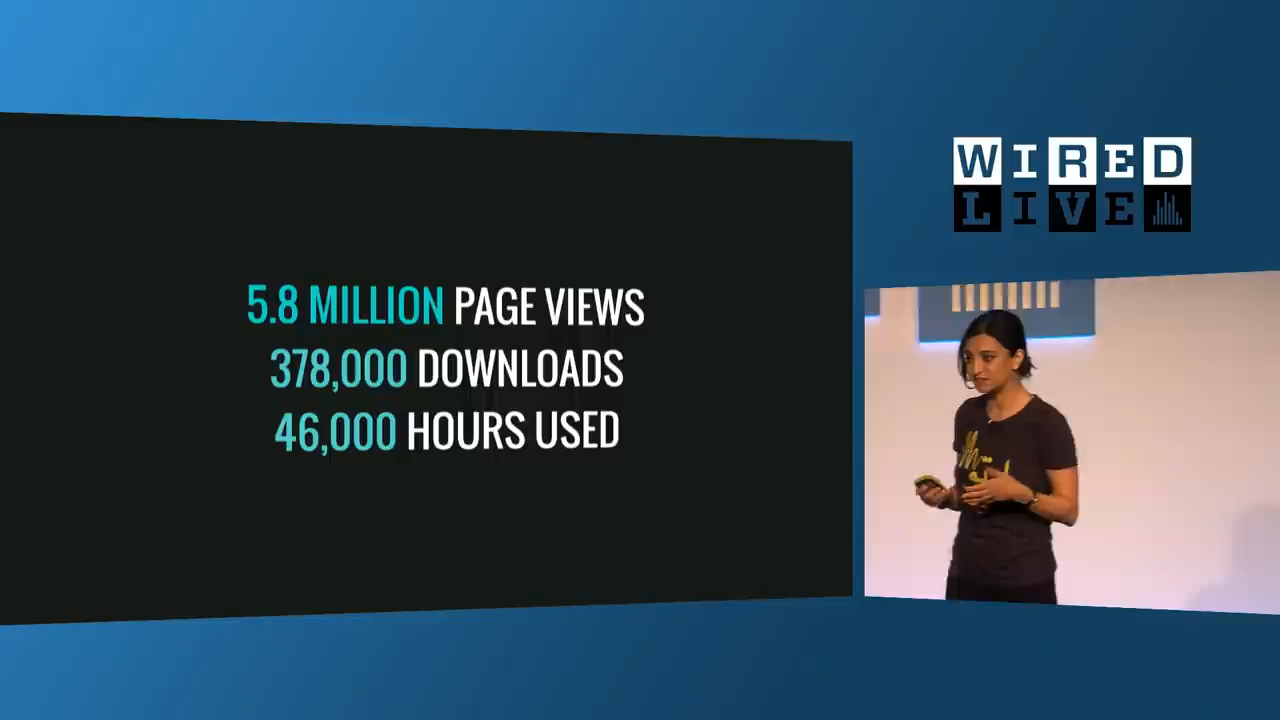 5.8 MILLION PAGE VIEWS
378,000 DOWNLOADS
46,000 HOURS USED
WIRED
LIVE